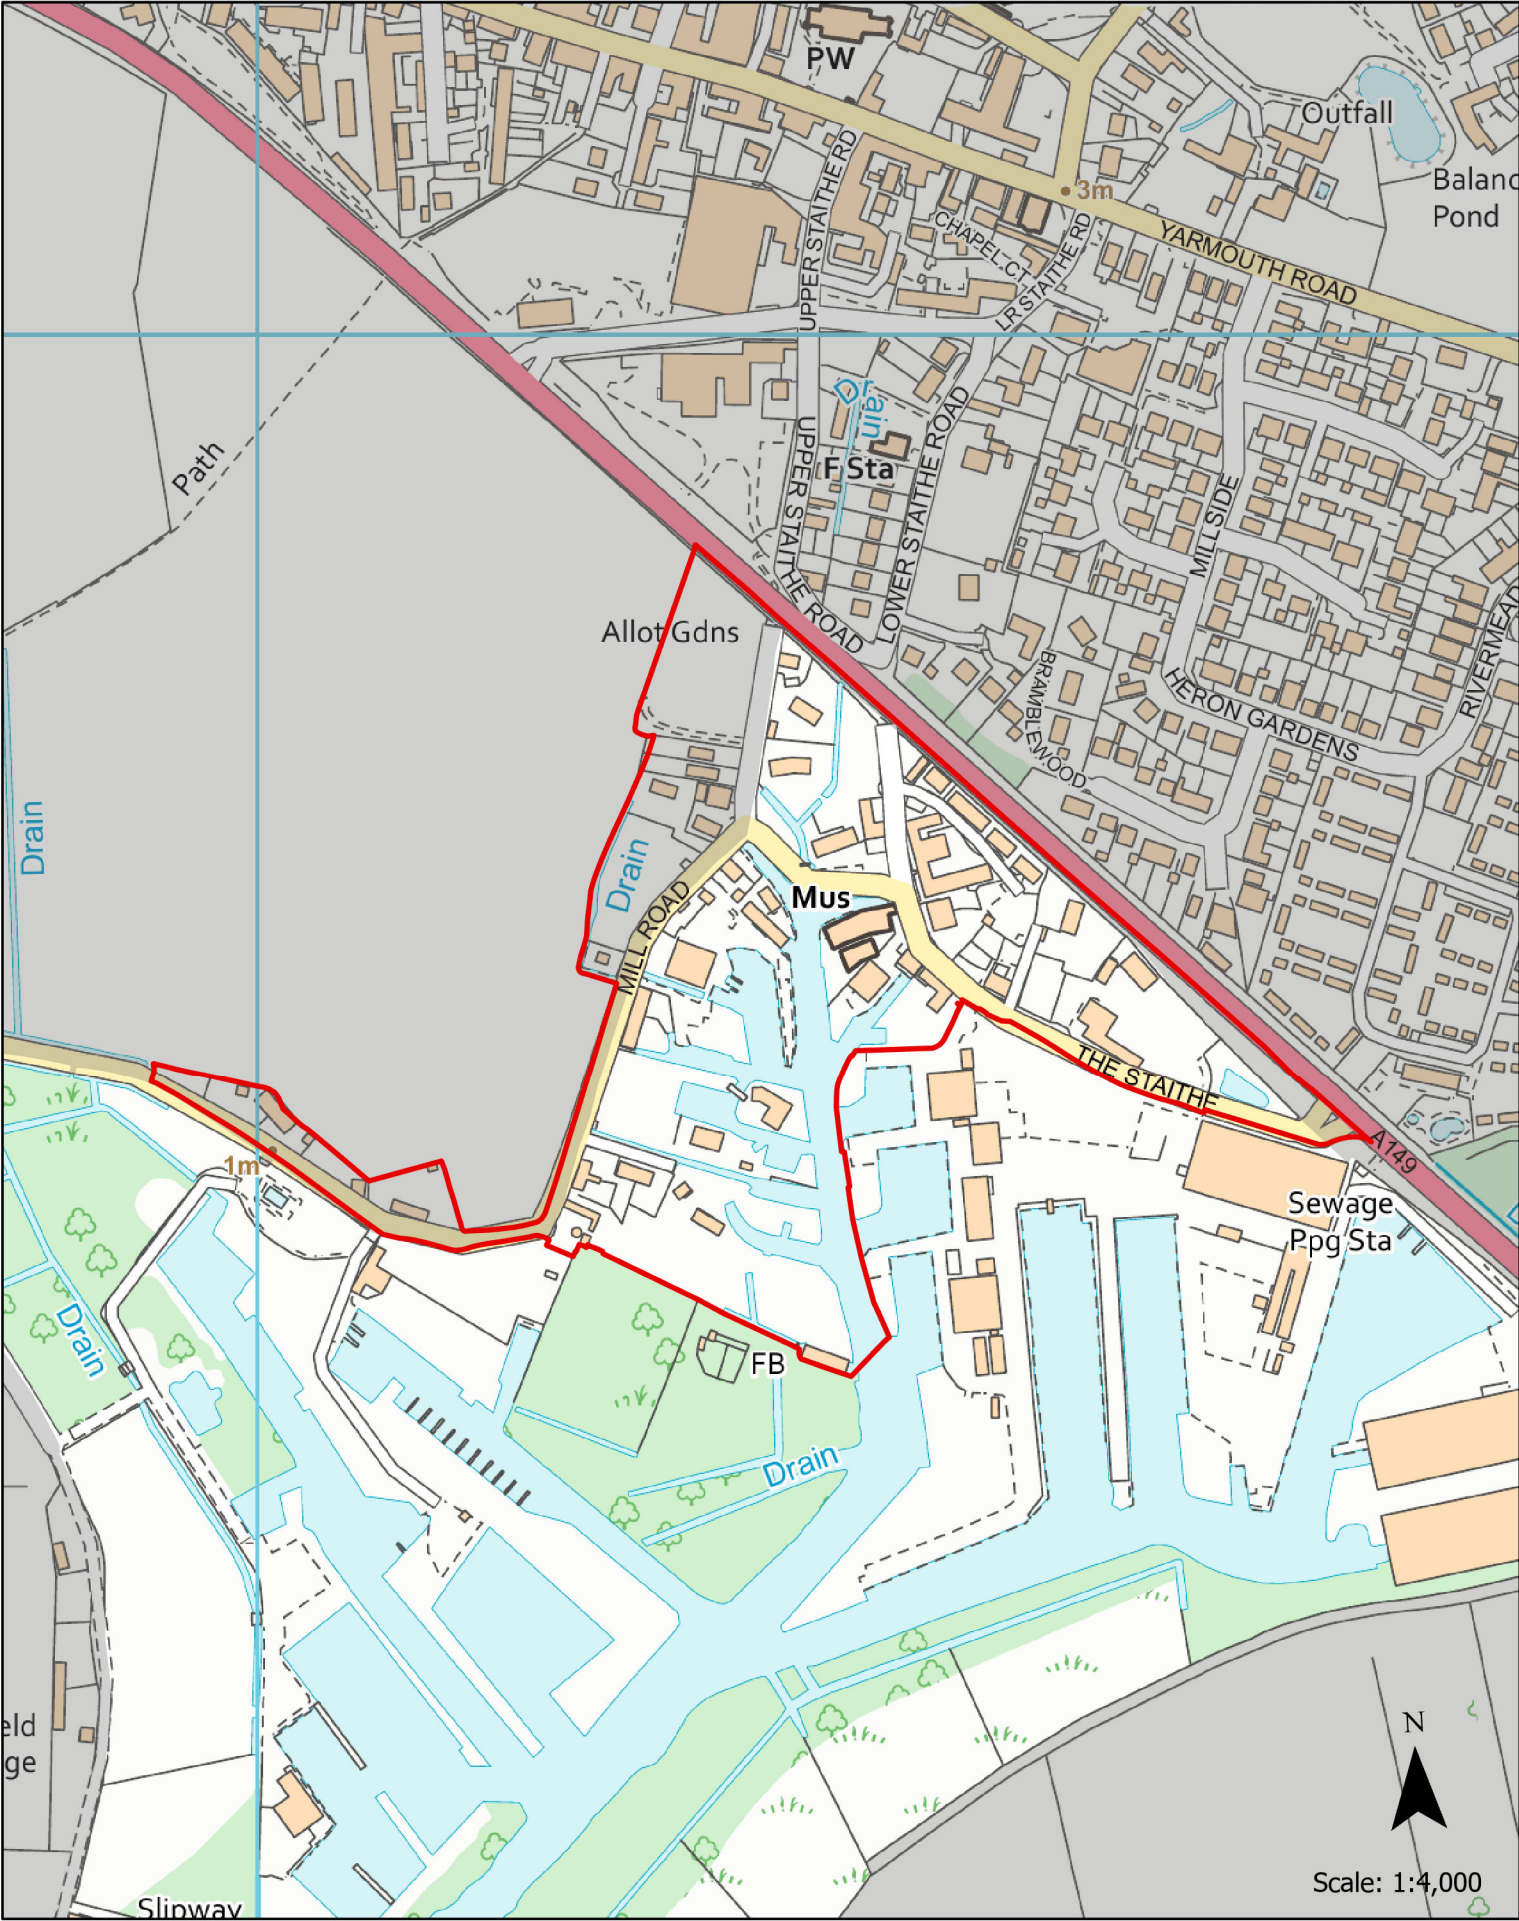 PW
Outfall
3m
Balanc
Pond
UPPER STAITHE RD
CHAPEL CT
LR STAITHE RD
YARMOUTH ROAD
Drain
Path
F Sta
UPPER STAITHE ROAD
LOWER STAITHE ROAD
MILLSIDE
Allot Gdns
BRAMBLEWOOD
HERON GARDENS
RIVERMEAD
Drain
Drain
MILL ROAD
Mus
THE STAITHE
A149
1m
Sewage
Ppg Sta
Drain
FB
Drain
eld
ge
N
Scale: 1:4,000
Slipway